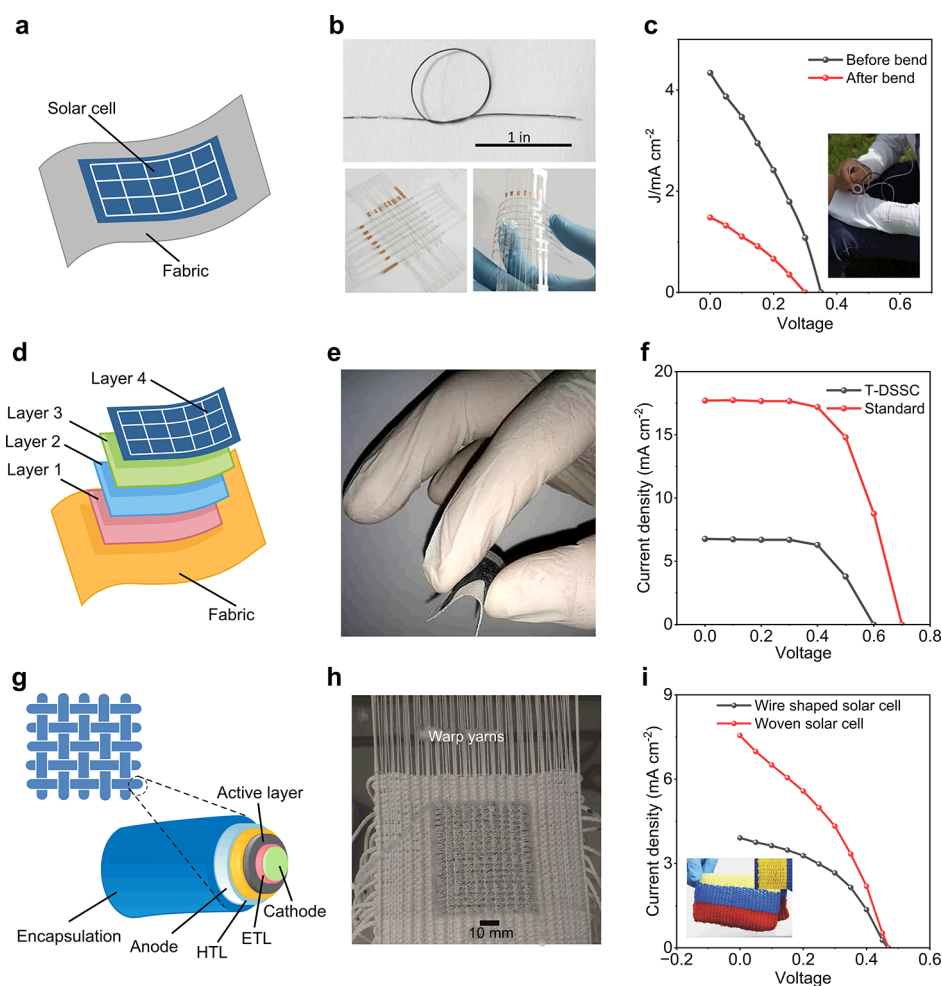 a
Solar cell
Fabric
b
1 in
c
J/mA cm-2
4
2
0
Before bend
After bend
0.0 0.2 0.4 0.6
Voltage
d
Layer 4
Layer 3
Layer 2
Layer 1
Fabric
e
f
Current density (mA cm-2)
20
15
10
5
0
T-DSSC
Standard
0.0 0.2 0.4 0.6 0.8
Voltage
g
Active layer
Encapsulation
Anode
HTL
ETL
Cathode
h
Warp yarns
10 mm
i
Current density (mA cm-2)
9
6
3
0
Wire shaped solar cell
Woven solar cell
−0.2 0.0 0.2 0.4 0.6
Voltage